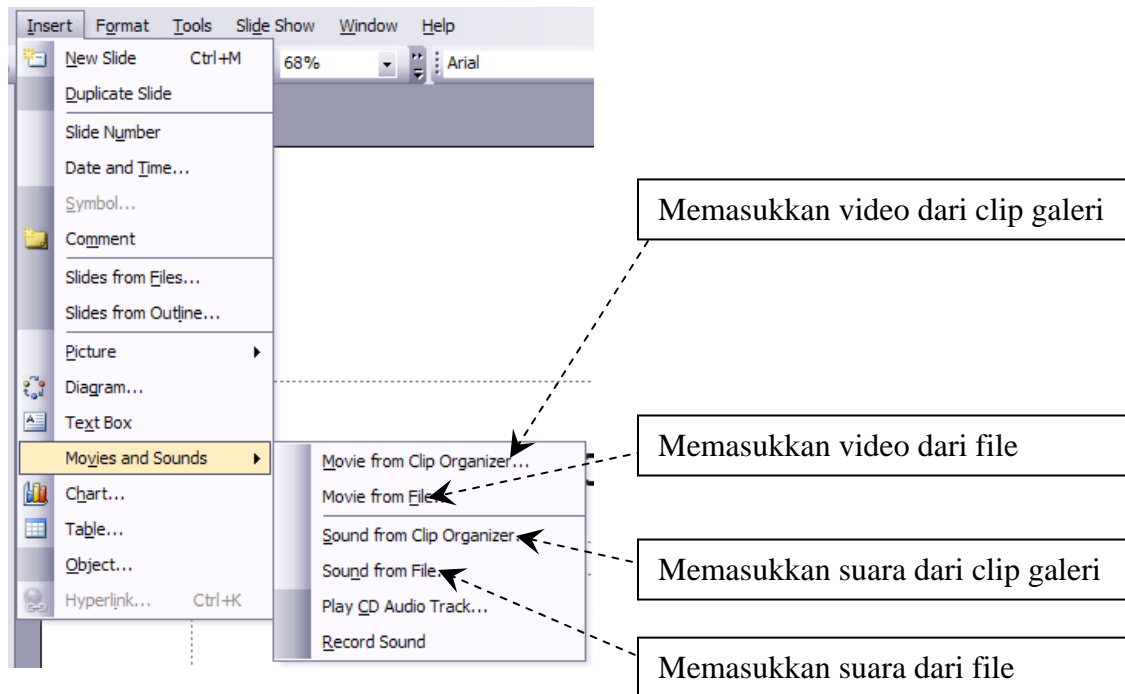 Insert Format Tools Slide Show Window Help
New Slide Ctrl+M
68%
Arial
Duplicate Slide
Slide Number
Date and Time...
Symbol...
Comment
Slides from Files...
Slides from Outline...
Picture
Diagram...
Text Box
Movies and Sounds
Chart...
Table...
Object...
Hyperlink... Ctrl+K
Movie from Clip Organizer...
Movie from File...
Sound from Clip Organizer...
Sound from File...
Play CD Audio Track...
Record Sound
Memasukkan video dari clip galeri
Memasukkan video dari file
Memasukkan suara dari clip galeri
Memasukkan suara dari file